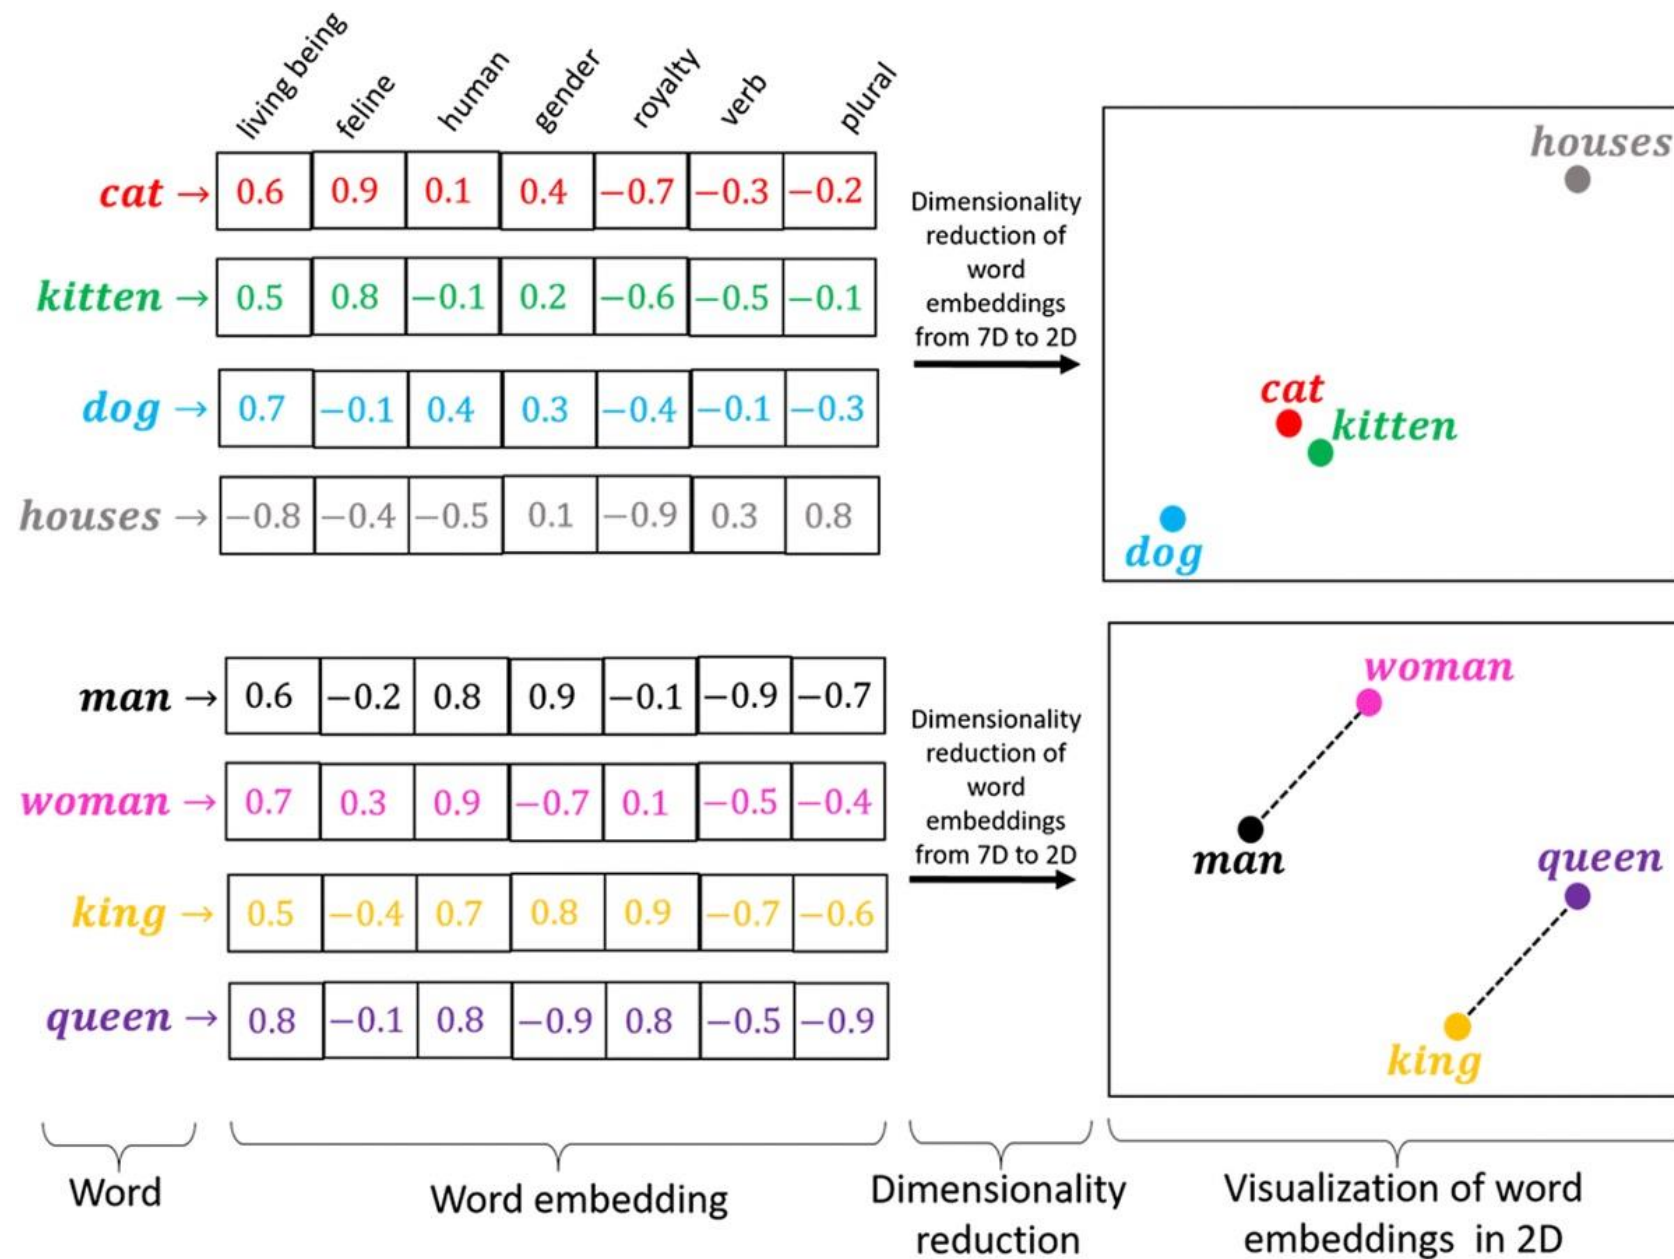 living being feline human gender royalty verb plural
cat → 0.6 0.9 0.1 0.4 −0.7 −0.3 −0.2
kitten → 0.5 0.8 −0.1 0.2 −0.6 −0.5 −0.1
dog → 0.7 −0.1 0.4 0.3 −0.4 −0.1 −0.3
houses → −0.8 −0.4 −0.5 0.1 −0.9 0.3 0.8
Dimensionality
reduction of
word
embeddings
from 7D to 2D
houses
cat
kitten
dog
man → 0.6 −0.2 0.8 0.9 −0.1 −0.9 −0.7
woman → 0.7 0.3 0.9 −0.7 0.1 −0.5 −0.4
king → 0.5 −0.4 0.7 0.8 0.9 −0.7 −0.6
queen → 0.8 −0.1 0.8 −0.9 0.8 −0.5 −0.9
Dimensionality
reduction of
word
embeddings
from 7D to 2D
woman
man
queen
king
Word
Word embedding
Dimensionality
reduction
Visualization of word
embeddings in 2D